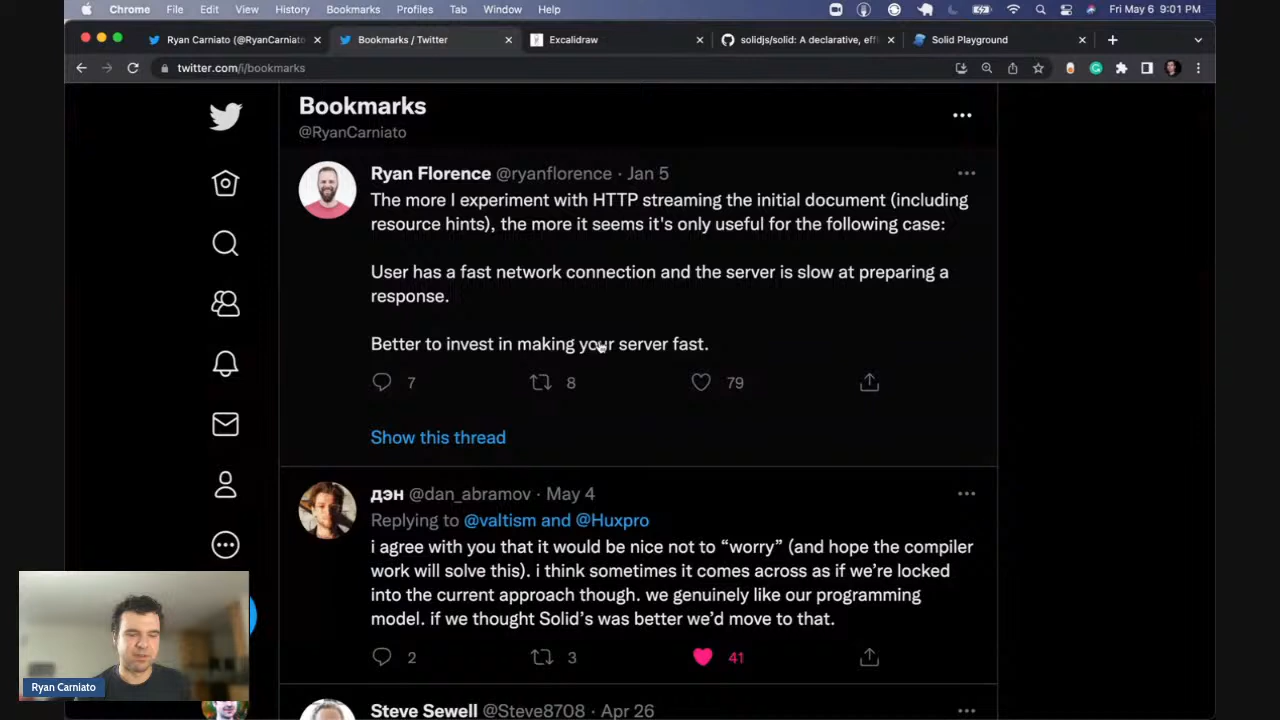 Chrome File Edit View History Bookmarks Profiles Tab Window Help Fri May 6 9:01 PM
Ryan Carniato (@RyanCarniato Bookmarks / Twitter Excalidraw solidjs/solid: A declarative, effi Solid Playground
twitter.com/i/bookmarks
Bookmarks
@RyanCarniato
Ryan Florence @ryanflorence · Jan 5
The more I experiment with HTTP streaming the initial document (including
resource hints), the more it seems it's only useful for the following case:
User has a fast network connection and the server is slow at preparing a
response.
Better to invest in making your server fast.
7 8 79
Show this thread
дэн @dan_abramov · May 4
Replying to @valtism and @Huxpro
i agree with you that it would be nice not to “worry” (and hope the compiler
work will solve this). i think sometimes it comes across as if we’re locked
into the current approach though. we genuinely like our programming
model. if we thought Solid’s was better we’d move to that.
2 3 41
Ryan Carniato
Steve Sewell @Steve8708 · Apr 26